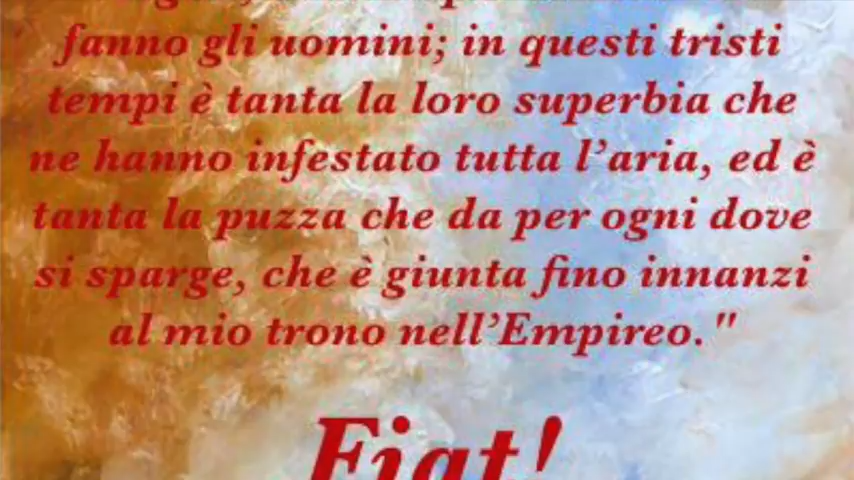 fanno gli uomini; in questi tristi
tempi è tanta la loro superbia che
ne hanno infestato tutta l’aria, ed è
tanta la puzza che da per ogni dove
si sparge, che è giunta fino innanzi
al mio trono nell’Empireo."
Fiat!